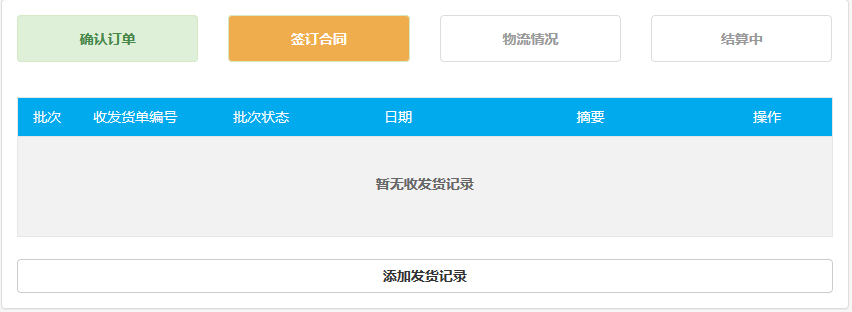 确认订单 签订合同 物流情况 结算中
批次 收发货单编号 批次状态 日期 摘要 操作
暂无收发货记录
添加发货记录